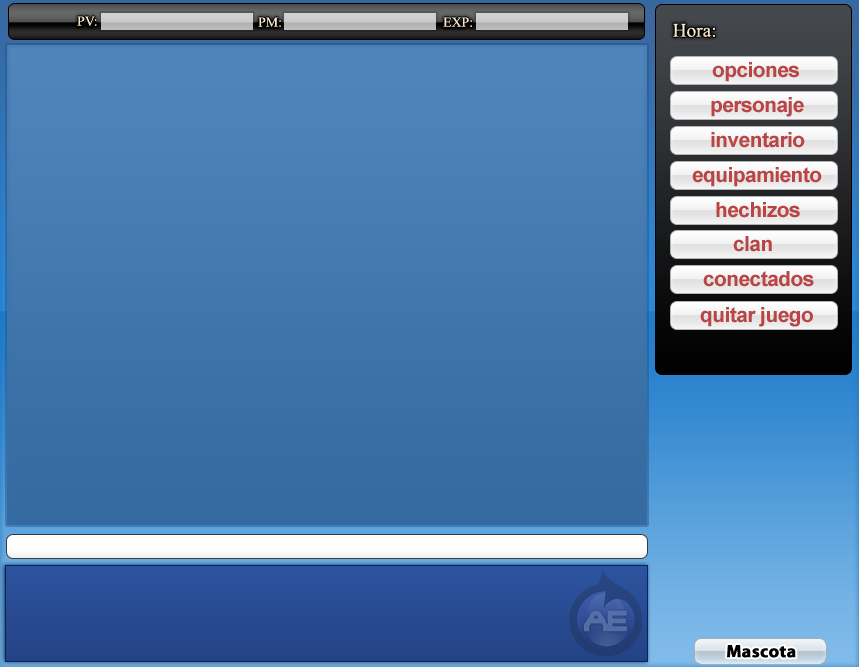 PV: PM: EXP:
Hora:
opciones
personaje
inventario
equipamiento
hechizos
clan
conectados
quitar juego
AE
Mascota